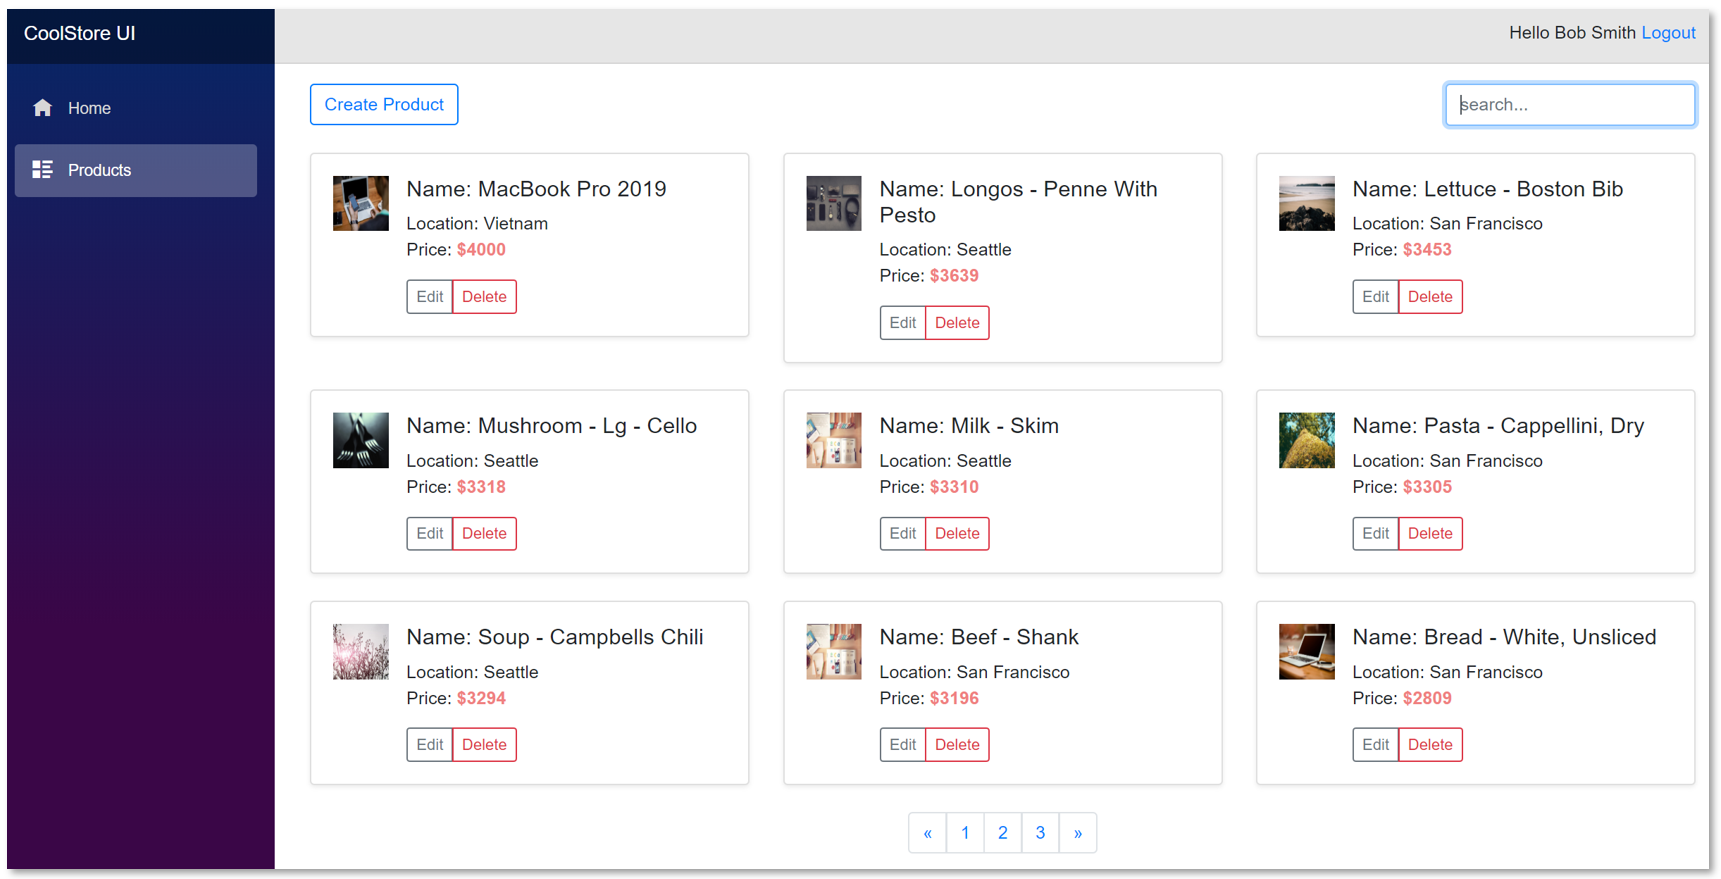 CoolStore UI
Hello Bob Smith Logout
Home
Products
Create Product
search...
Name: MacBook Pro 2019
Location: Vietnam
Price: $4000
Edit Delete
Name: Longos - Penne With
Pesto
Location: Seattle
Price: $3639
Edit Delete
Name: Lettuce - Boston Bib
Location: San Francisco
Price: $3453
Edit Delete
Name: Mushroom - Lg - Cello
Location: Seattle
Price: $3318
Edit Delete
Name: Milk - Skim
Location: Seattle
Price: $3310
Edit Delete
Name: Pasta - Cappellini, Dry
Location: San Francisco
Price: $3305
Edit Delete
Name: Soup - Campbells Chili
Location: Seattle
Price: $3294
Edit Delete
Name: Beef - Shank
Location: San Francisco
Price: $3196
Edit Delete
Name: Bread - White, Unsliced
Location: San Francisco
Price: $2809
Edit Delete
« 1 2 3 »